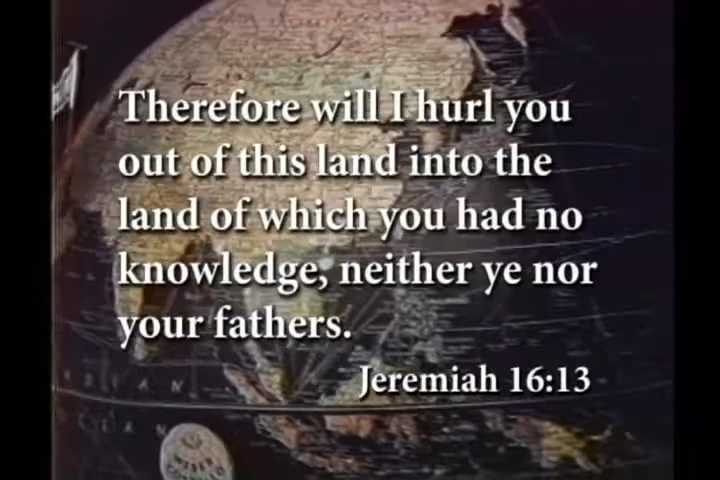 Therefore will I hurl you
out of this land into the
land of which you had no
knowledge, neither ye nor
your fathers.
Jeremiah 16:13